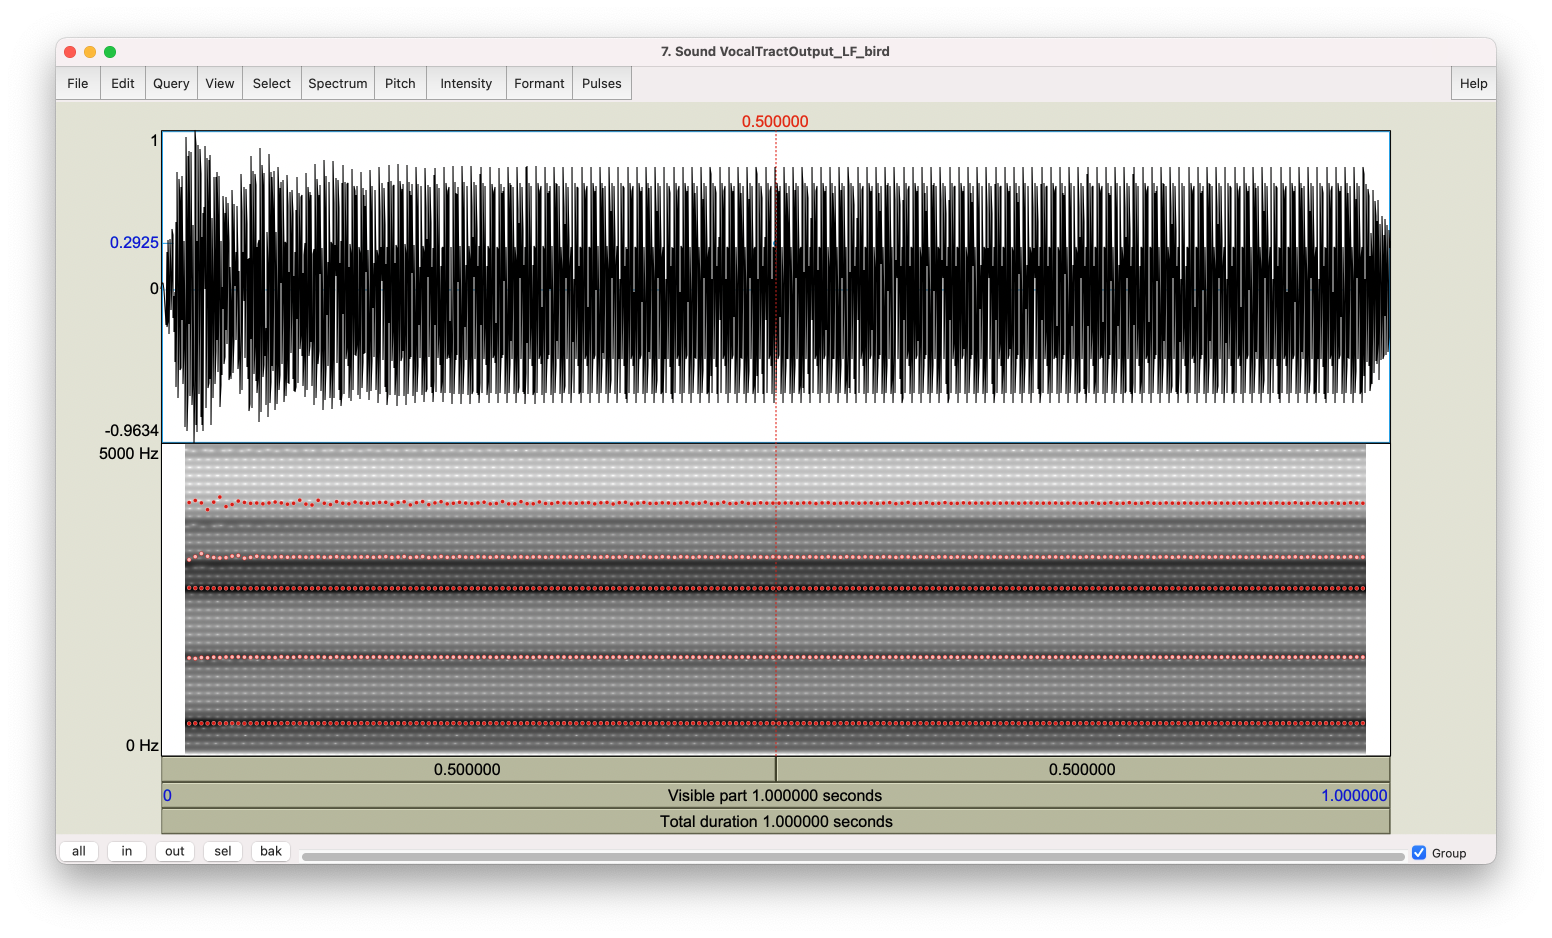 7. Sound VocalTractOutput_LF_bird
File Edit Query View Select Spectrum Pitch Intensity Formant Pulses Help
0.500000
1
0.2925
0
-0.9634
5000 Hz
0 Hz
0.500000 0.500000
0 Visible part 1.000000 seconds 1.000000
Total duration 1.000000 seconds
all in out sel bak Group